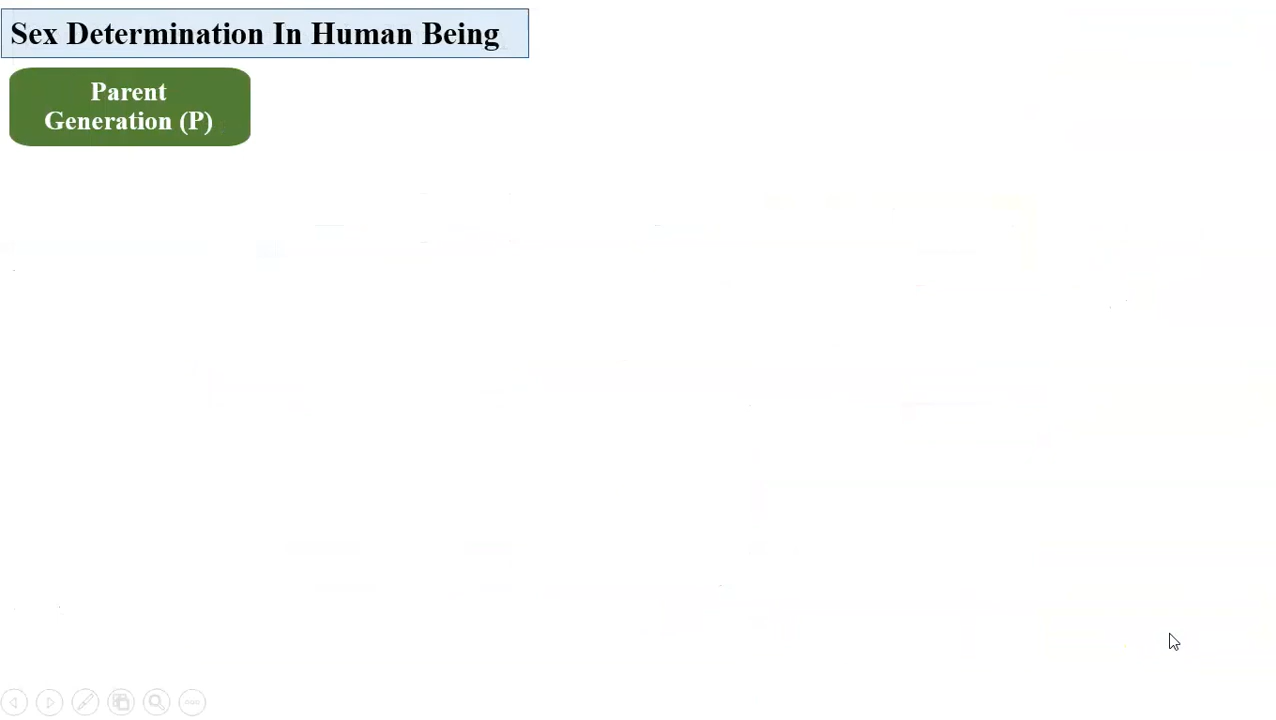 Sex Determination In Human Being
Parent
Generation (P)